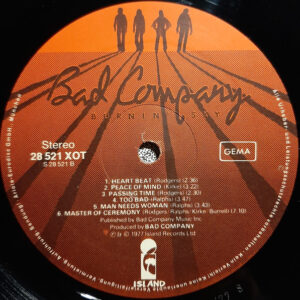 Bad Company
BURNIN' SKY
Stereo
28 521 XOT
S 28 521 B
GEMA
1. HEART BEAT (Rodgers) (2.36)
2. PEACE OF MIND (Kirke) (3.22)
3. PASSING TIME (Rodgers) (2.30)
4. TOO BAD (Ralphs) (3.47)
5. MAN NEEDS WOMAN (Ralphs) (3.43)
6. MASTER OF CEREMONY (Rodgers/Ralphs/Kirke/Burrell) (7.10)
Published by Bad Company Music Inc.
Produced by BAD COMPANY
℗ & © 1977 Island Records Ltd
ISLAND